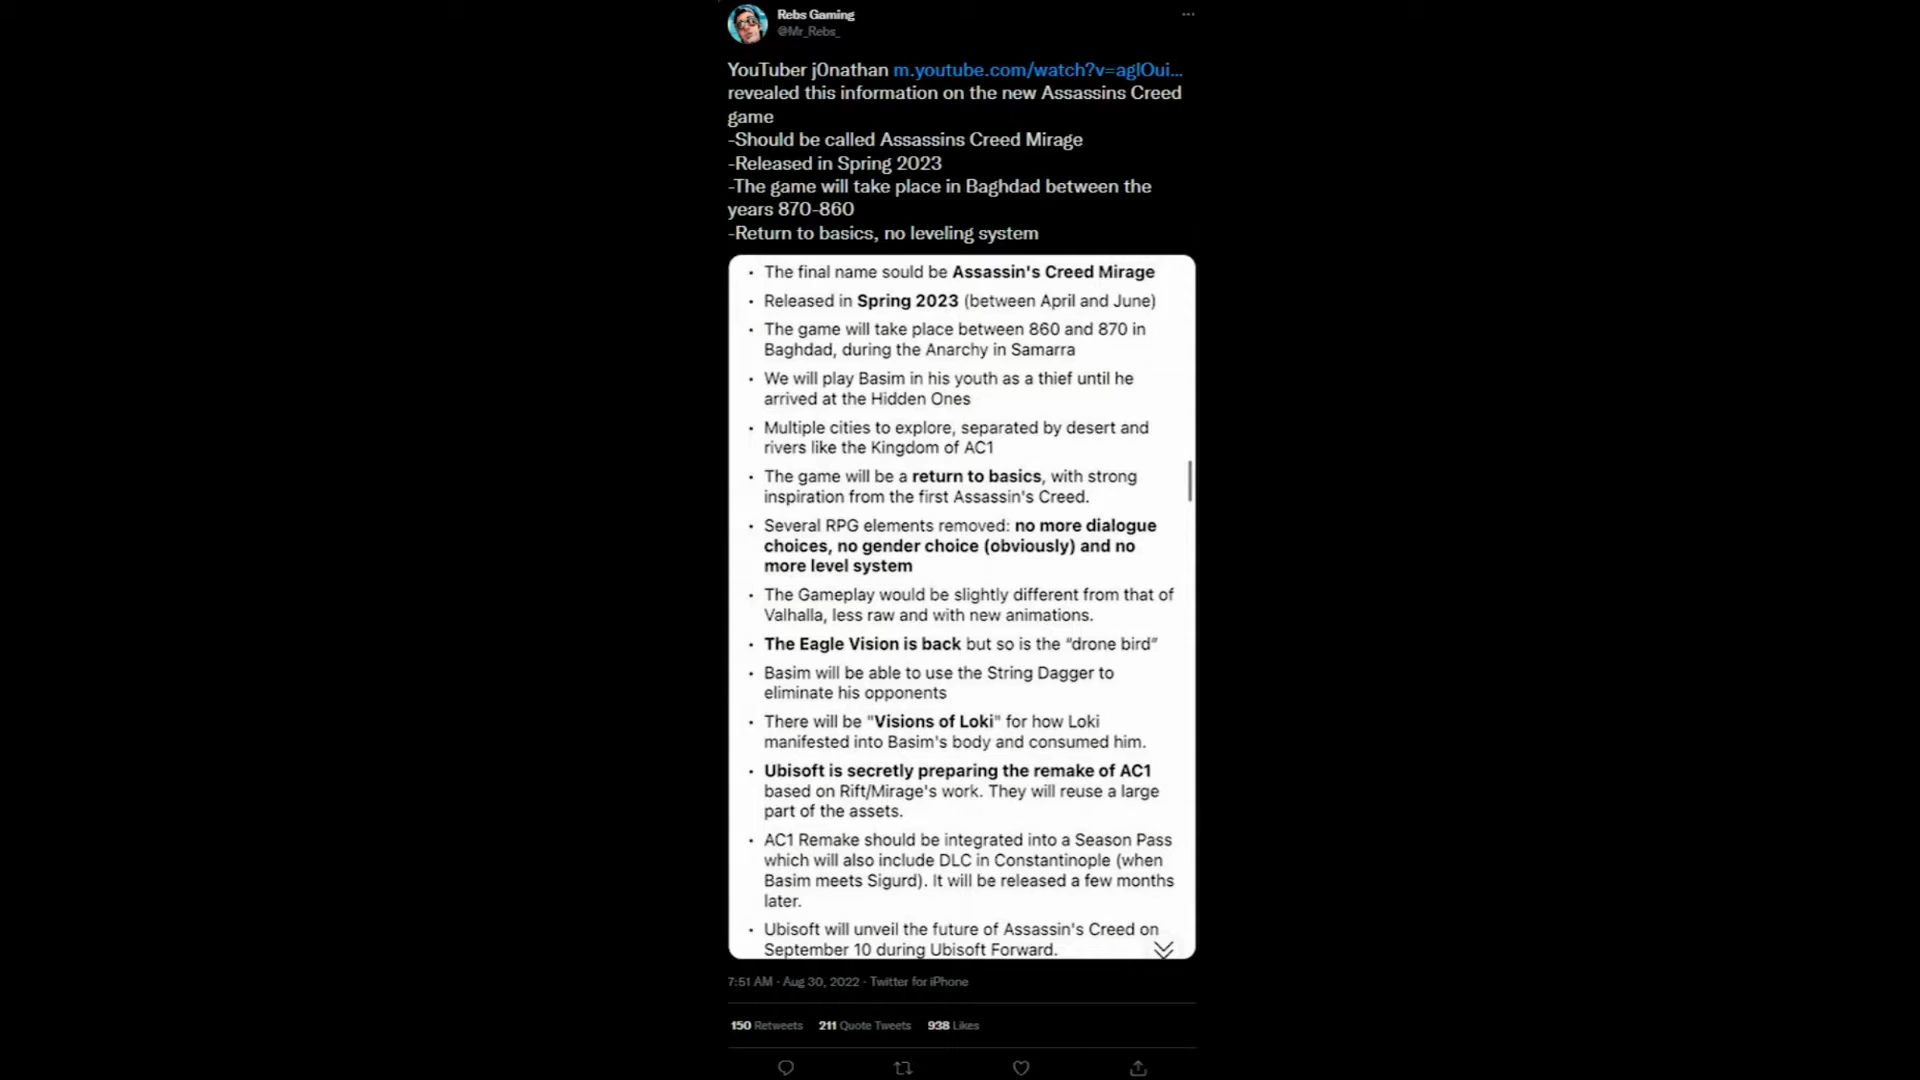 Rebs Gaming
@Mr_Rebs_
YouTuber j0nathan m.youtube.com/watch?v=aglOui...
revealed this information on the new Assassins Creed
game
-Should be called Assassins Creed Mirage
-Released in Spring 2023
-The game will take place in Baghdad between the
years 870-860
-Return to basics, no leveling system
• The final name sould be Assassin's Creed Mirage
• Released in Spring 2023 (between April and June)
• The game will take place between 860 and 870 in
Baghdad, during the Anarchy in Samarra
• We will play Basim in his youth as a thief until he
arrived at the Hidden Ones
• Multiple cities to explore, separated by desert and
rivers like the Kingdom of AC1
• The game will be a return to basics, with strong
inspiration from the first Assassin's Creed.
• Several RPG elements removed: no more dialogue
choices, no gender choice (obviously) and no
more level system
• The Gameplay would be slightly different from that of
Valhalla, less raw and with new animations.
• The Eagle Vision is back but so is the “drone bird”
• Basim will be able to use the String Dagger to
eliminate his opponents
• There will be "Visions of Loki" for how Loki
manifested into Basim's body and consumed him.
• Ubisoft is secretly preparing the remake of AC1
based on Rift/Mirage's work. They will reuse a large
part of the assets.
• AC1 Remake should be integrated into a Season Pass
which will also include DLC in Constantinople (when
Basim meets Sigurd). It will be released a few months
later.
• Ubisoft will unveil the future of Assassin's Creed on
September 10 during Ubisoft Forward.
7:51 AM · Aug 30, 2022 · Twitter for iPhone
150 Retweets 211 Quote Tweets 938 Likes